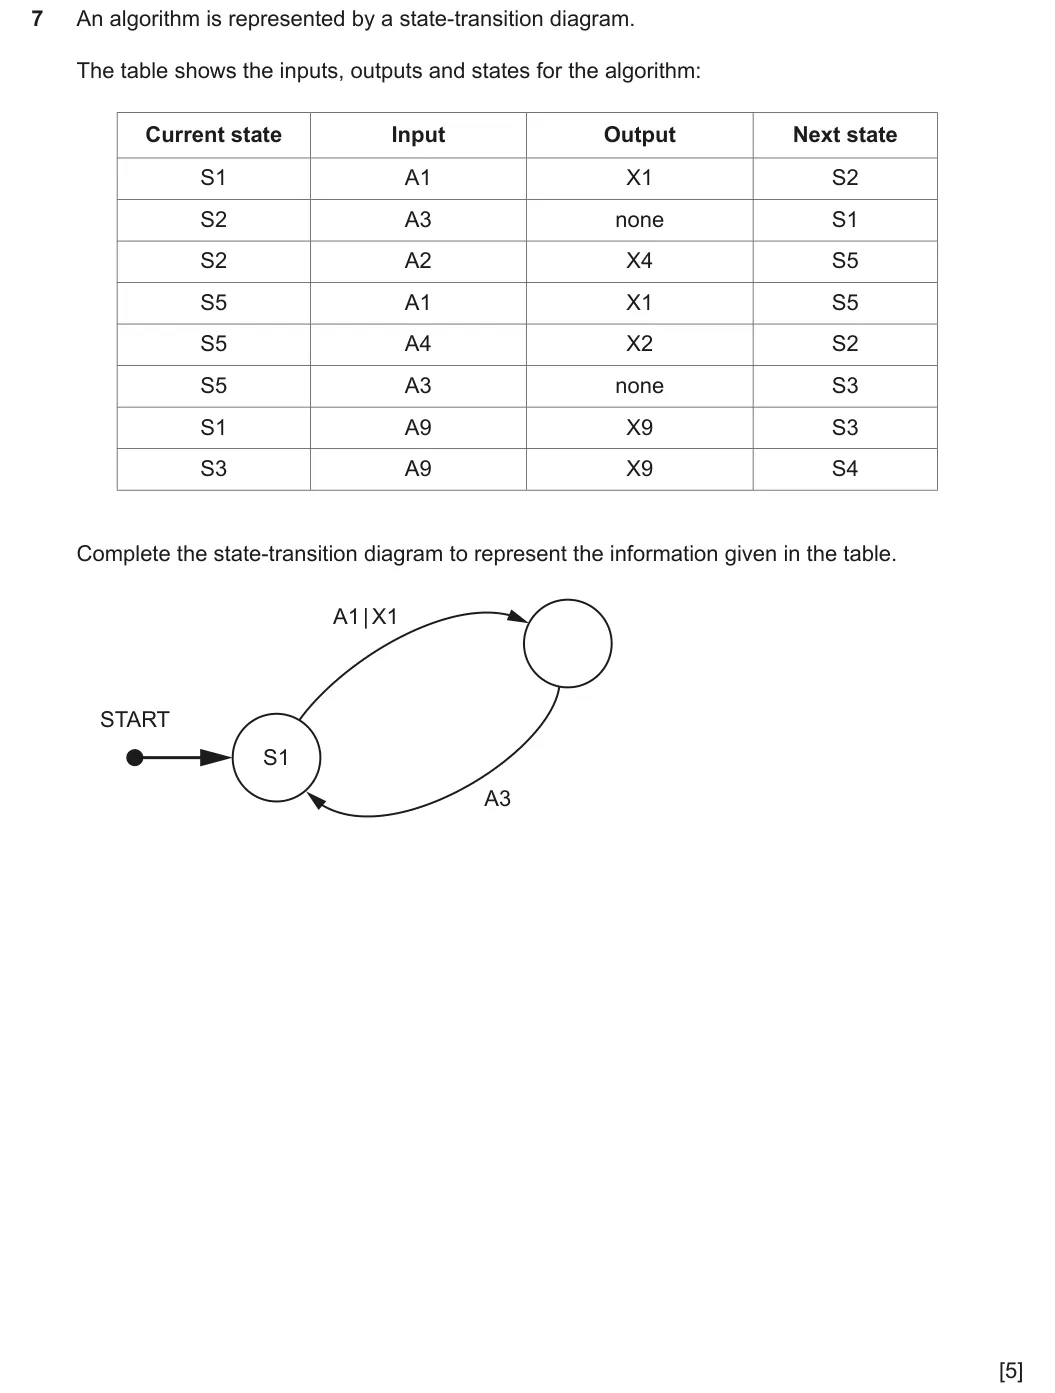 7 An algorithm is represented by a state-transition diagram.
The table shows the inputs, outputs and states for the algorithm:
Current state Input Output Next state
S1 A1 X1 S2
S2 A3 none S1
S2 A2 X4 S5
S5 A1 X1 S5
S5 A4 X2 S2
S5 A3 none S3
S1 A9 X9 S3
S3 A9 X9 S4
Complete the state-transition diagram to represent the information given in the table.
A1|X1
START
S1
A3
[5]